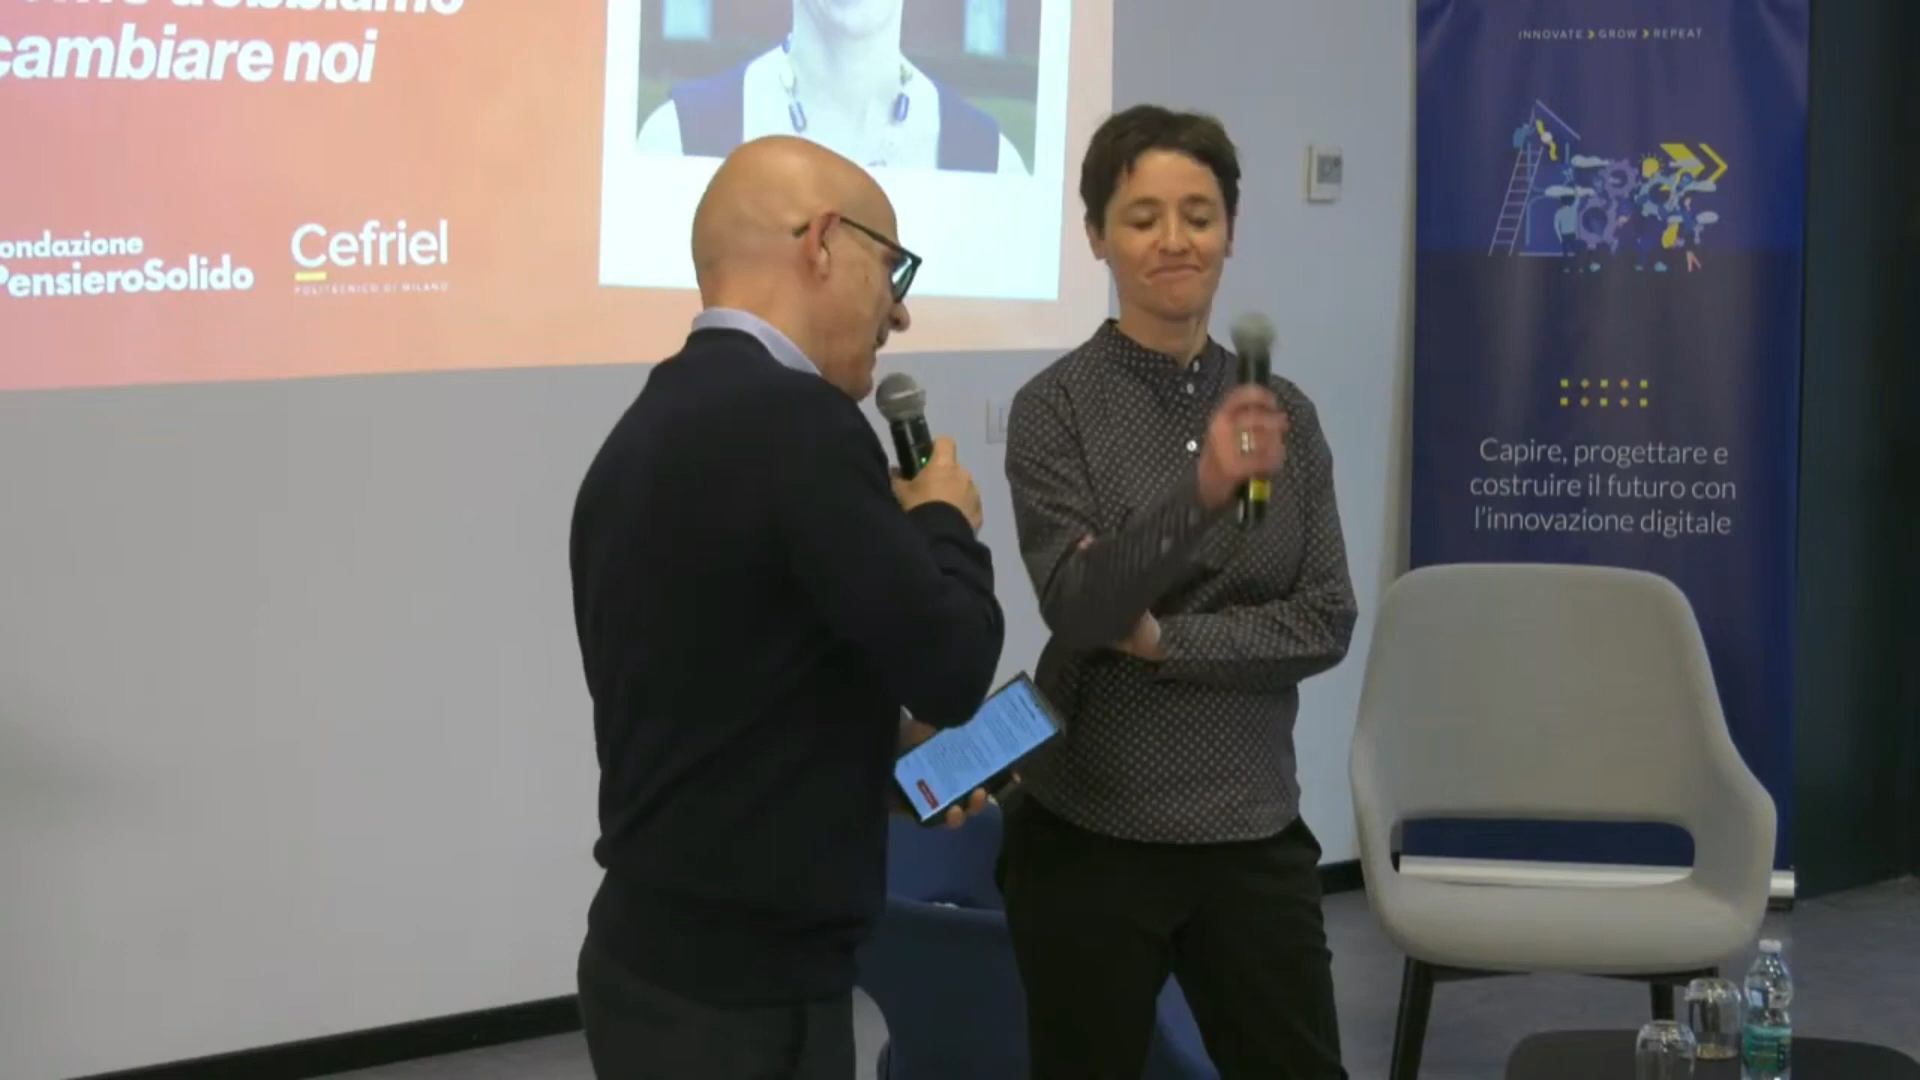 cambiare noi
ondazione
PensieroSolido
Cefriel
POLITECNICO DI MILANO
INNOVATE > GROW > REPEAT
Capire, progettare e
costruire il futuro con
l'innovazione digitale